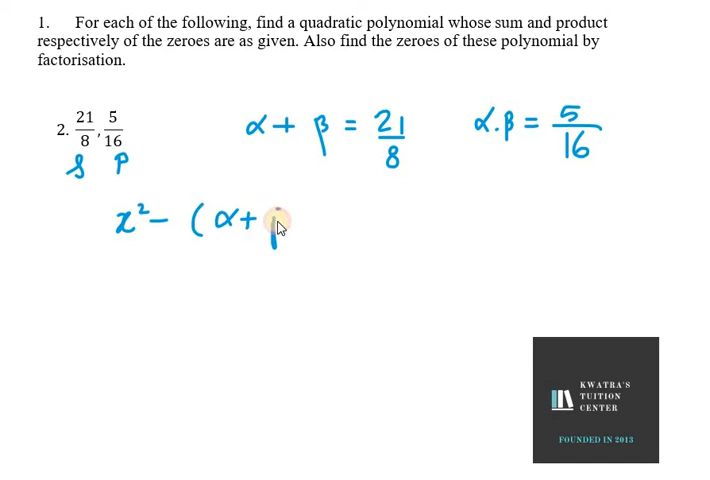 1. For each of the following, find a quadratic polynomial whose sum and product
respectively of the zeroes are as given. Also find the zeroes of these polynomial by
factorisation.
2. 21/8, 5/16
S P
α + β = 21/8
α.β = 5/16
x² - (α +
KWATRA'S
TUITION
CENTER
FOUNDED IN 2013